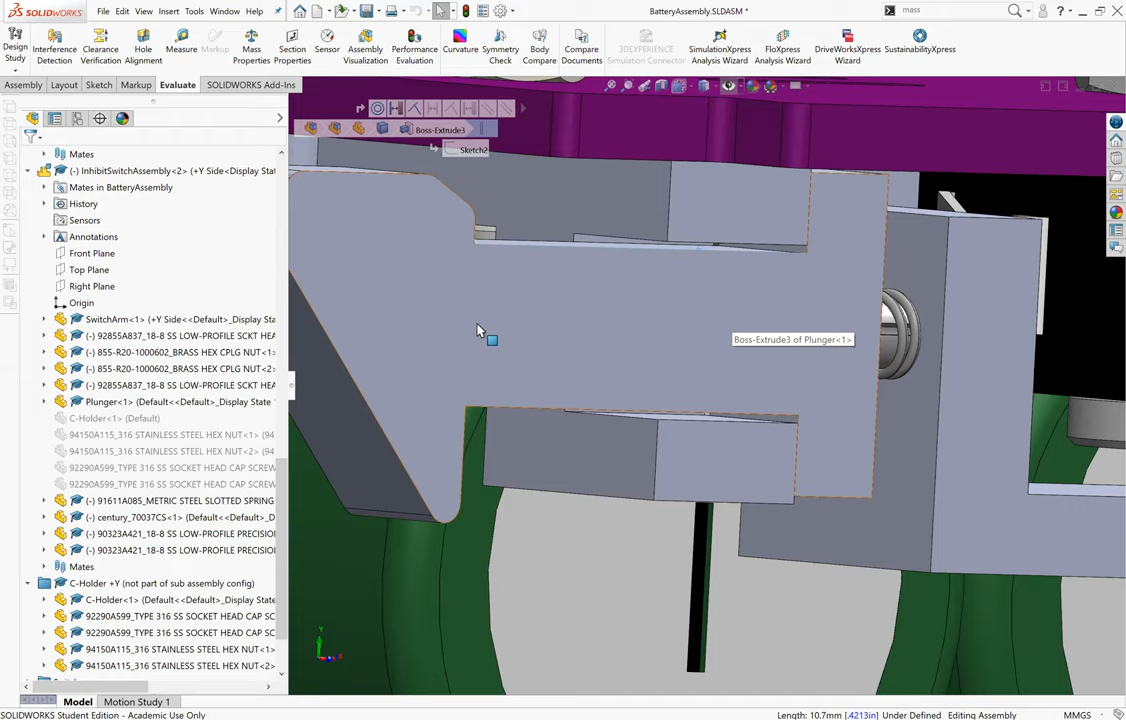 SOLIDWORKS File Edit View Insert Tools Window Help BatteryAssembly.SLDASM * mass
Design Study
Interference Detection
Clearance Verification
Hole Alignment
Measure
Markup
Mass Properties
Section Properties
Sensor
Assembly Visualization
Performance Evaluation
Curvature
Symmetry Check
Body Compare
Compare Documents
3DEXPERIENCE Simulation Connector
SimulationXpress Analysis Wizard
FloXpress Analysis Wizard
DriveWorksXpress Wizard
SustainabilityXpress
Assembly Layout Sketch Markup Evaluate SOLIDWORKS Add-Ins
Boss-Extrude3
Sketch2
Mates
(-) InhibitSwitchAssembly<2> (+Y Side<Display Stat
Mates in BatteryAssembly
History
Sensors
Annotations
Front Plane
Top Plane
Right Plane
Origin
SwitchArm<1> (+Y Side<<Default>_Display Stat
(-) 92855A837_18-8 SS LOW-PROFILE SCKT HEA
(-) 855-R20-1000602_BRASS HEX CPLG NUT<1>
(-) 855-R20-1000602_BRASS HEX CPLG NUT<2>
(-) 92855A837_18-8 SS LOW-PROFILE SCKT HEA
Plunger<1> (Default<<Default>_Display State
C-Holder<1> (Default)
94150A115_316 STAINLESS STEEL HEX NUT<1> (94
94150A115_316 STAINLESS STEEL HEX NUT<2> (94
92290A599_TYPE 316 SS SOCKET HEAD CAP SCREW
92290A599_TYPE 316 SS SOCKET HEAD CAP SCREW
(-) 91611A085_METRIC STEEL SLOTTED SPRING
(-) century_70037CS<1> (Default<<Default>_D
(-) 90323A421_18-8 SS LOW-PROFILE PRECISION
(-) 90323A421_18-8 SS LOW-PROFILE PRECISION
Mates
C-Holder +Y (not part of sub assembly config)
C-Holder<1> (Default<<Default>_Display State
92290A599_TYPE 316 SS SOCKET HEAD CAP SC
92290A599_TYPE 316 SS SOCKET HEAD CAP SC
94150A115_316 STAINLESS STEEL HEX NUT<1>
94150A115_316 STAINLESS STEEL HEX NUT<2>
Boss-Extrude3 of Plunger<1>
Y
Model Motion Study 1
SOLIDWORKS Student Edition - Academic Use Only Length: 10.7mm [.4213in] Under Defined Editing Assembly MMGS